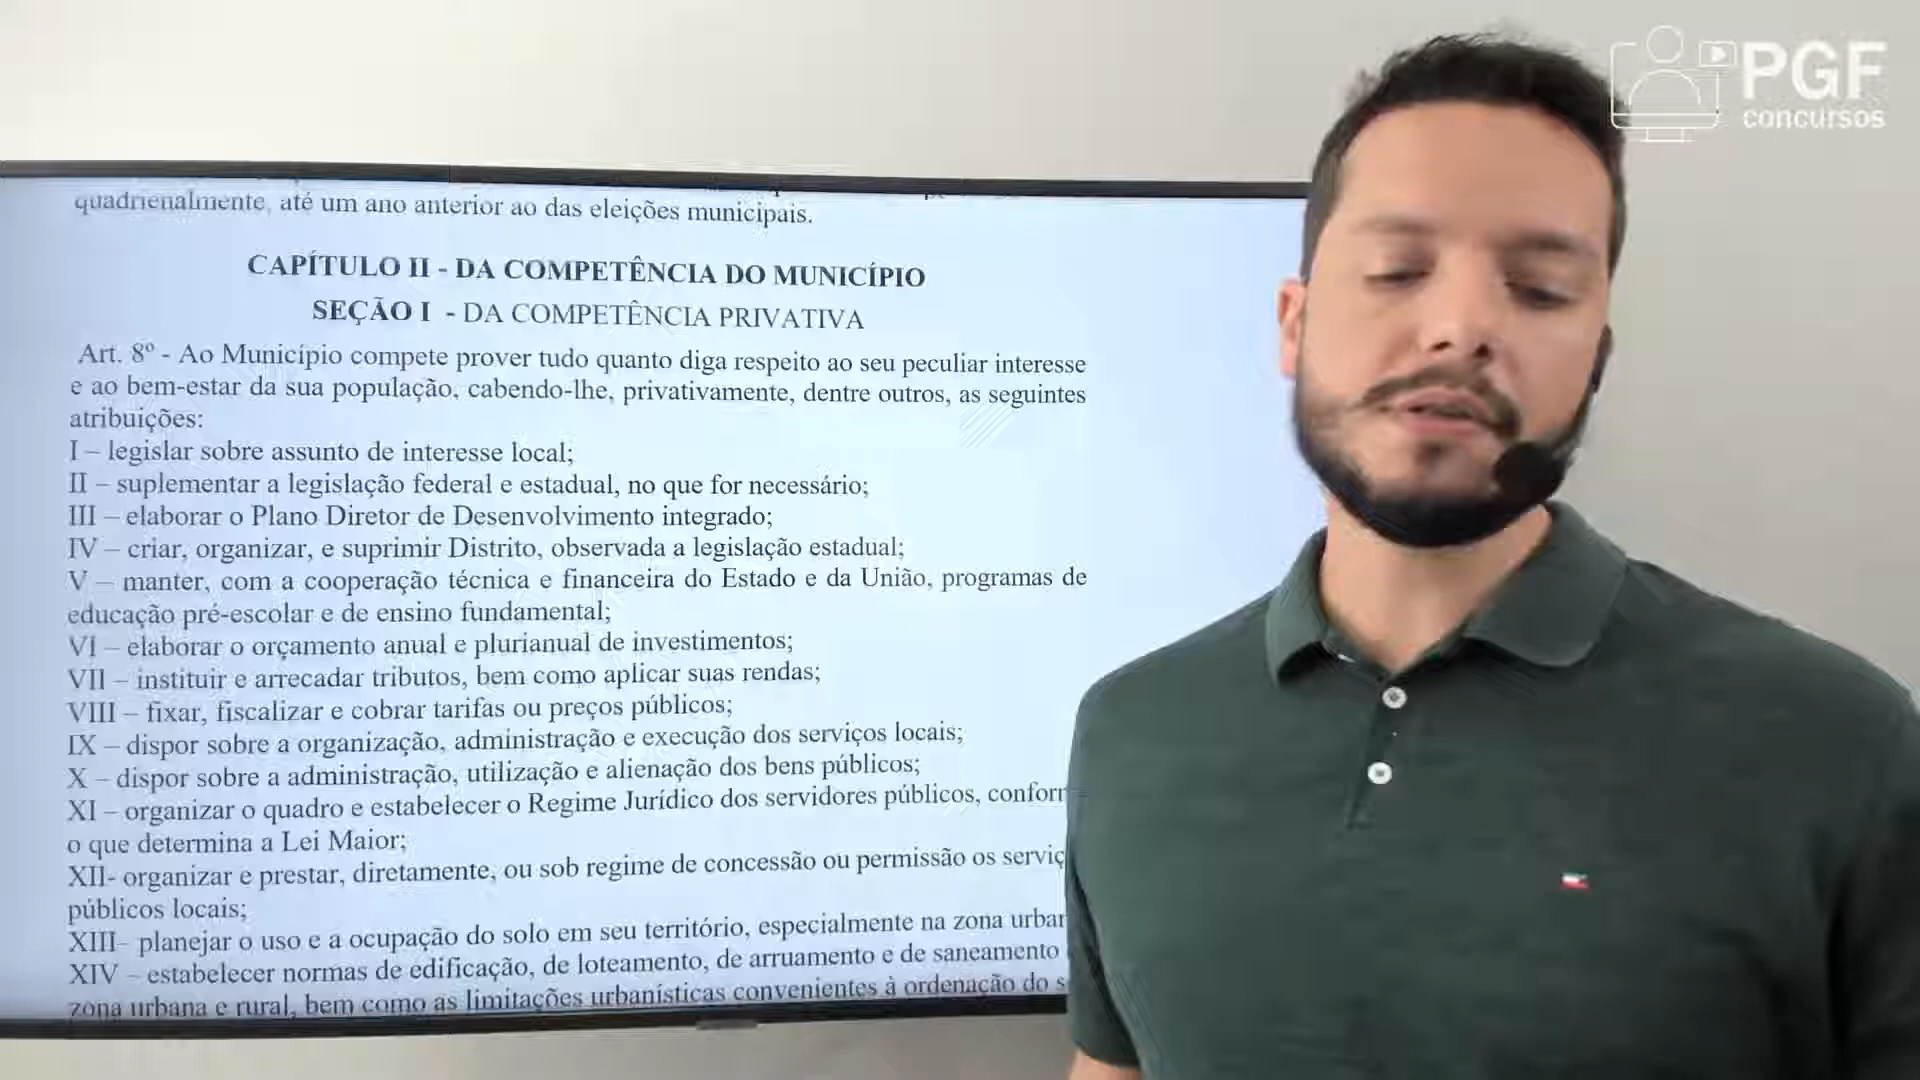 PGF
concursos
quadrienalmente, até um ano anterior ao das eleições municipais.
CAPÍTULO II - DA COMPETÊNCIA DO MUNICÍPIO
SEÇÃO I - DA COMPETÊNCIA PRIVATIVA
Art. 8º - Ao Município compete prover tudo quanto diga respeito ao seu peculiar interesse
e ao bem-estar da sua população, cabendo-lhe, privativamente, dentre outros, as seguintes
atribuições:
I – legislar sobre assunto de interesse local;
II – suplementar a legislação federal e estadual, no que for necessário;
III – elaborar o Plano Diretor de Desenvolvimento integrado;
IV – criar, organizar, e suprimir Distrito, observada a legislação estadual;
V – manter, com a cooperação técnica e financeira do Estado e da União, programas de
educação pré-escolar e de ensino fundamental;
VI – elaborar o orçamento anual e plurianual de investimentos;
VII – instituir e arrecadar tributos, bem como aplicar suas rendas;
VIII – fixar, fiscalizar e cobrar tarifas ou preços públicos;
IX – dispor sobre a organização, administração e execução dos serviços locais;
X – dispor sobre a administração, utilização e alienação dos bens públicos;
XI – organizar o quadro e estabelecer o Regime Jurídico dos servidores públicos,
o que determina a Lei Maior;
XII- organizar e prestar, diretamente, ou sob regime de concessão ou permissão os
públicos locais;
XIII- planejar o uso e a ocupação do solo em seu território, especialmente na zona
XIV – estabelecer normas de edificação, de loteamento, de arruamento e de saneamento
zona urbana e rural, bem como as limitações urbanísticas convenientes à ordenação do